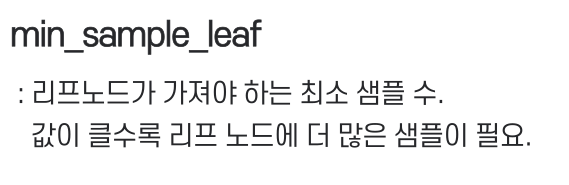 min_sample_leaf
: 리프노드가 가져야 하는 최소 샘플 수.
값이 클수록 리프 노드에 더 많은 샘플이 필요.